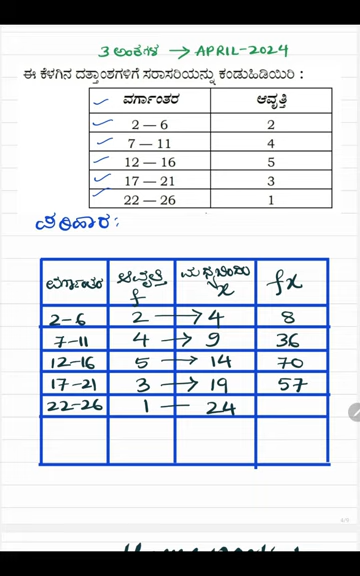 3 ಅಂಕಗಳ → APRIL-2024
ಈ ಕೆಳಗಿನ ದತ್ತಾಂಶಗಳಿಗೆ ಸರಾಸರಿಯನ್ನು ಕಂಡುಹಿಡಿಯಿರಿ :
ವರ್ಗಾಂತರ ಆವೃತ್ತಿ
2 — 6 2
7 — 11 4
12 — 16 5
17 — 21 3
22 — 26 1
ಪರಿಹಾರ:
ವರ್ಗಾಂತರ ಆವೃತ್ತಿ f ಮಧ್ಯಬಿಂದು x fx
2-6 2 → 4 8
7-11 4 → 9 36
12-16 5 → 14 70
17-21 3 → 19 57
22-26 1 — 24